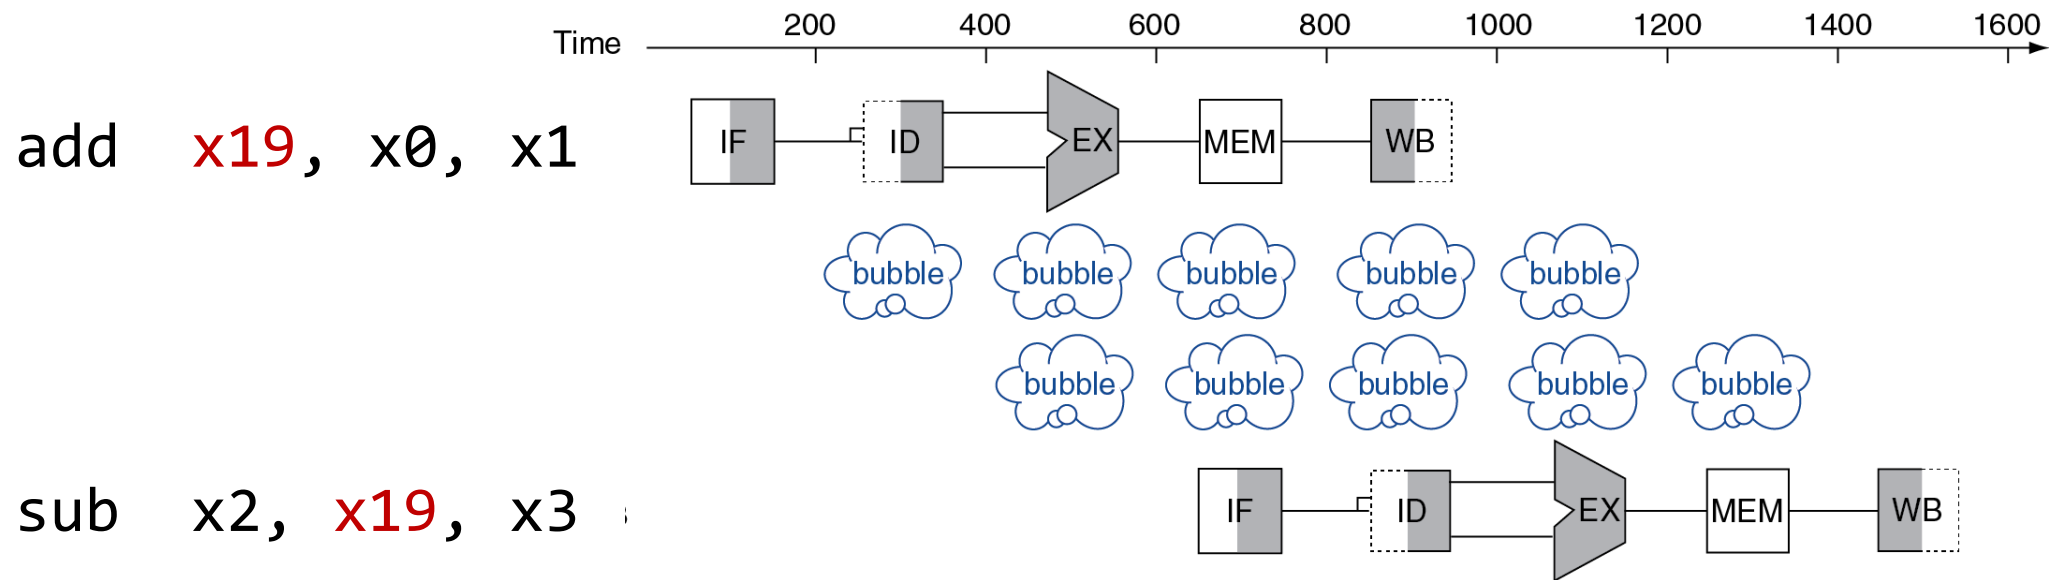 200 400 600 800 1000 1200 1400 1600
Time
add x19, x0, x1 IF ID EX MEM WB
bubble bubble bubble bubble bubble
bubble bubble bubble bubble bubble
sub x2, x19, x3 IF ID EX MEM WB